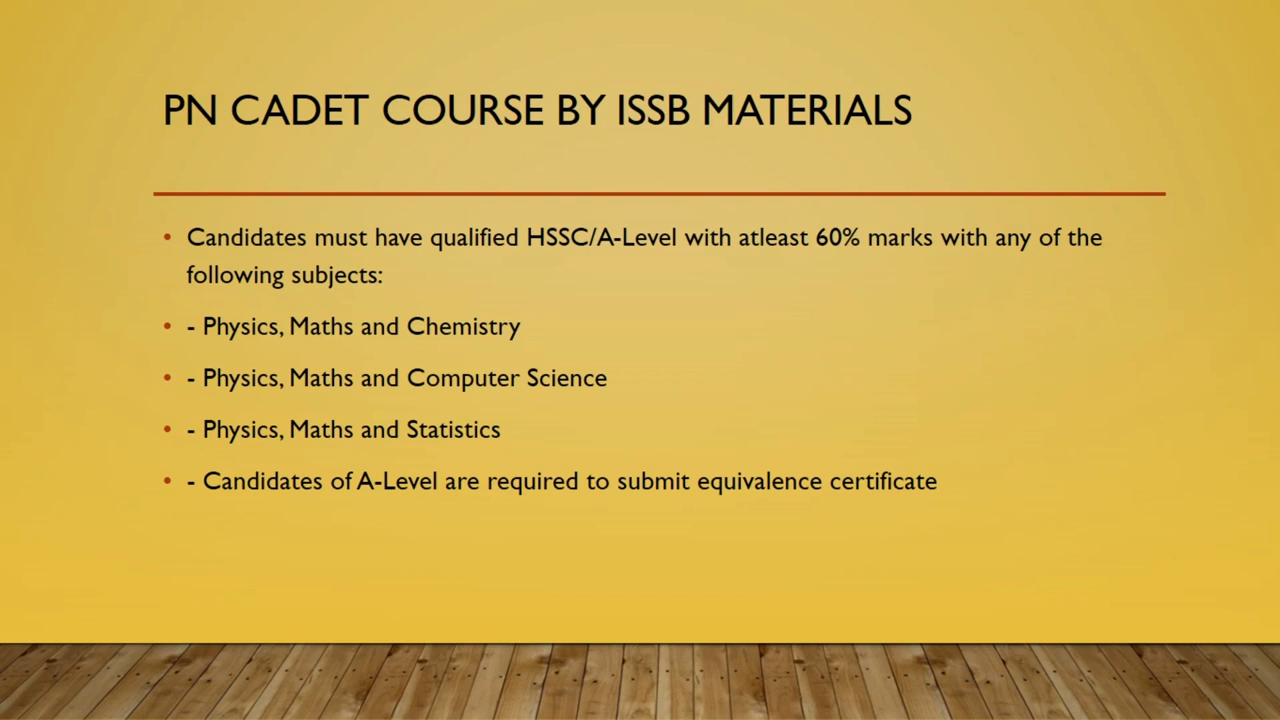 PN CADET COURSE BY ISSB MATERIALS
• Candidates must have qualified HSSC/A-Level with atleast 60% marks with any of the
following subjects:
• - Physics, Maths and Chemistry
• - Physics, Maths and Computer Science
• - Physics, Maths and Statistics
• - Candidates of A-Level are required to submit equivalence certificate